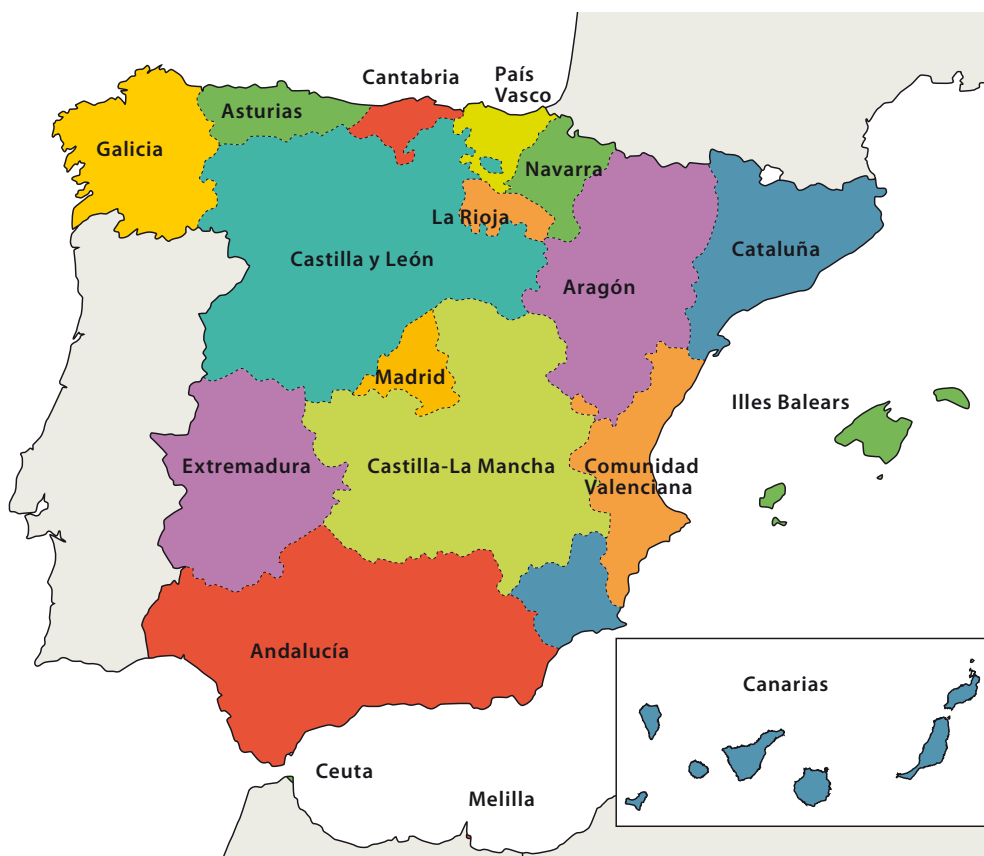 Cantabria
País
Vasco
Asturias
Galicia
Navarra
La Rioja
Cataluña
Castilla y León
Aragón
Madrid
Illes Balears
Extremadura
Castilla-La Mancha
Comunidad
Valenciana
Andalucía
Canarias
Ceuta
Melilla